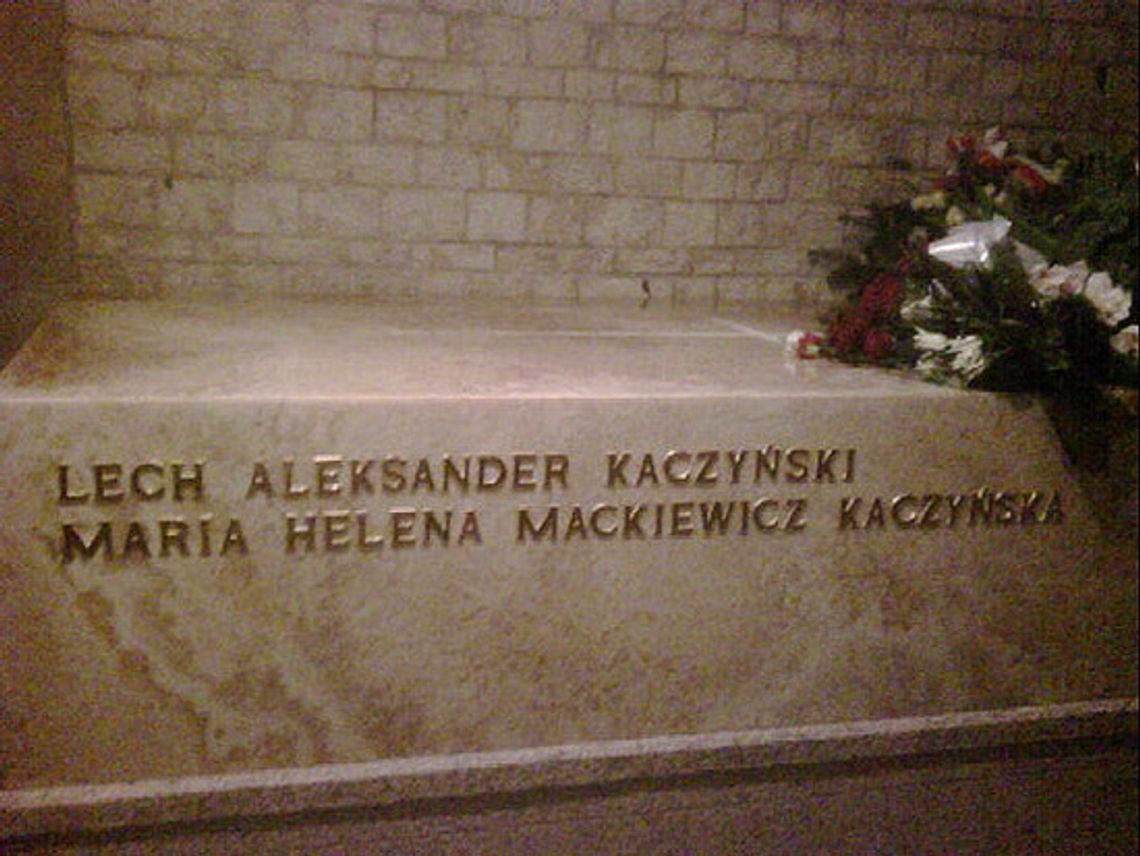 LECH ALEKSANDER KACZYŃSKI
MARIA HELENA MACKIEWICZ KACZYŃSKA